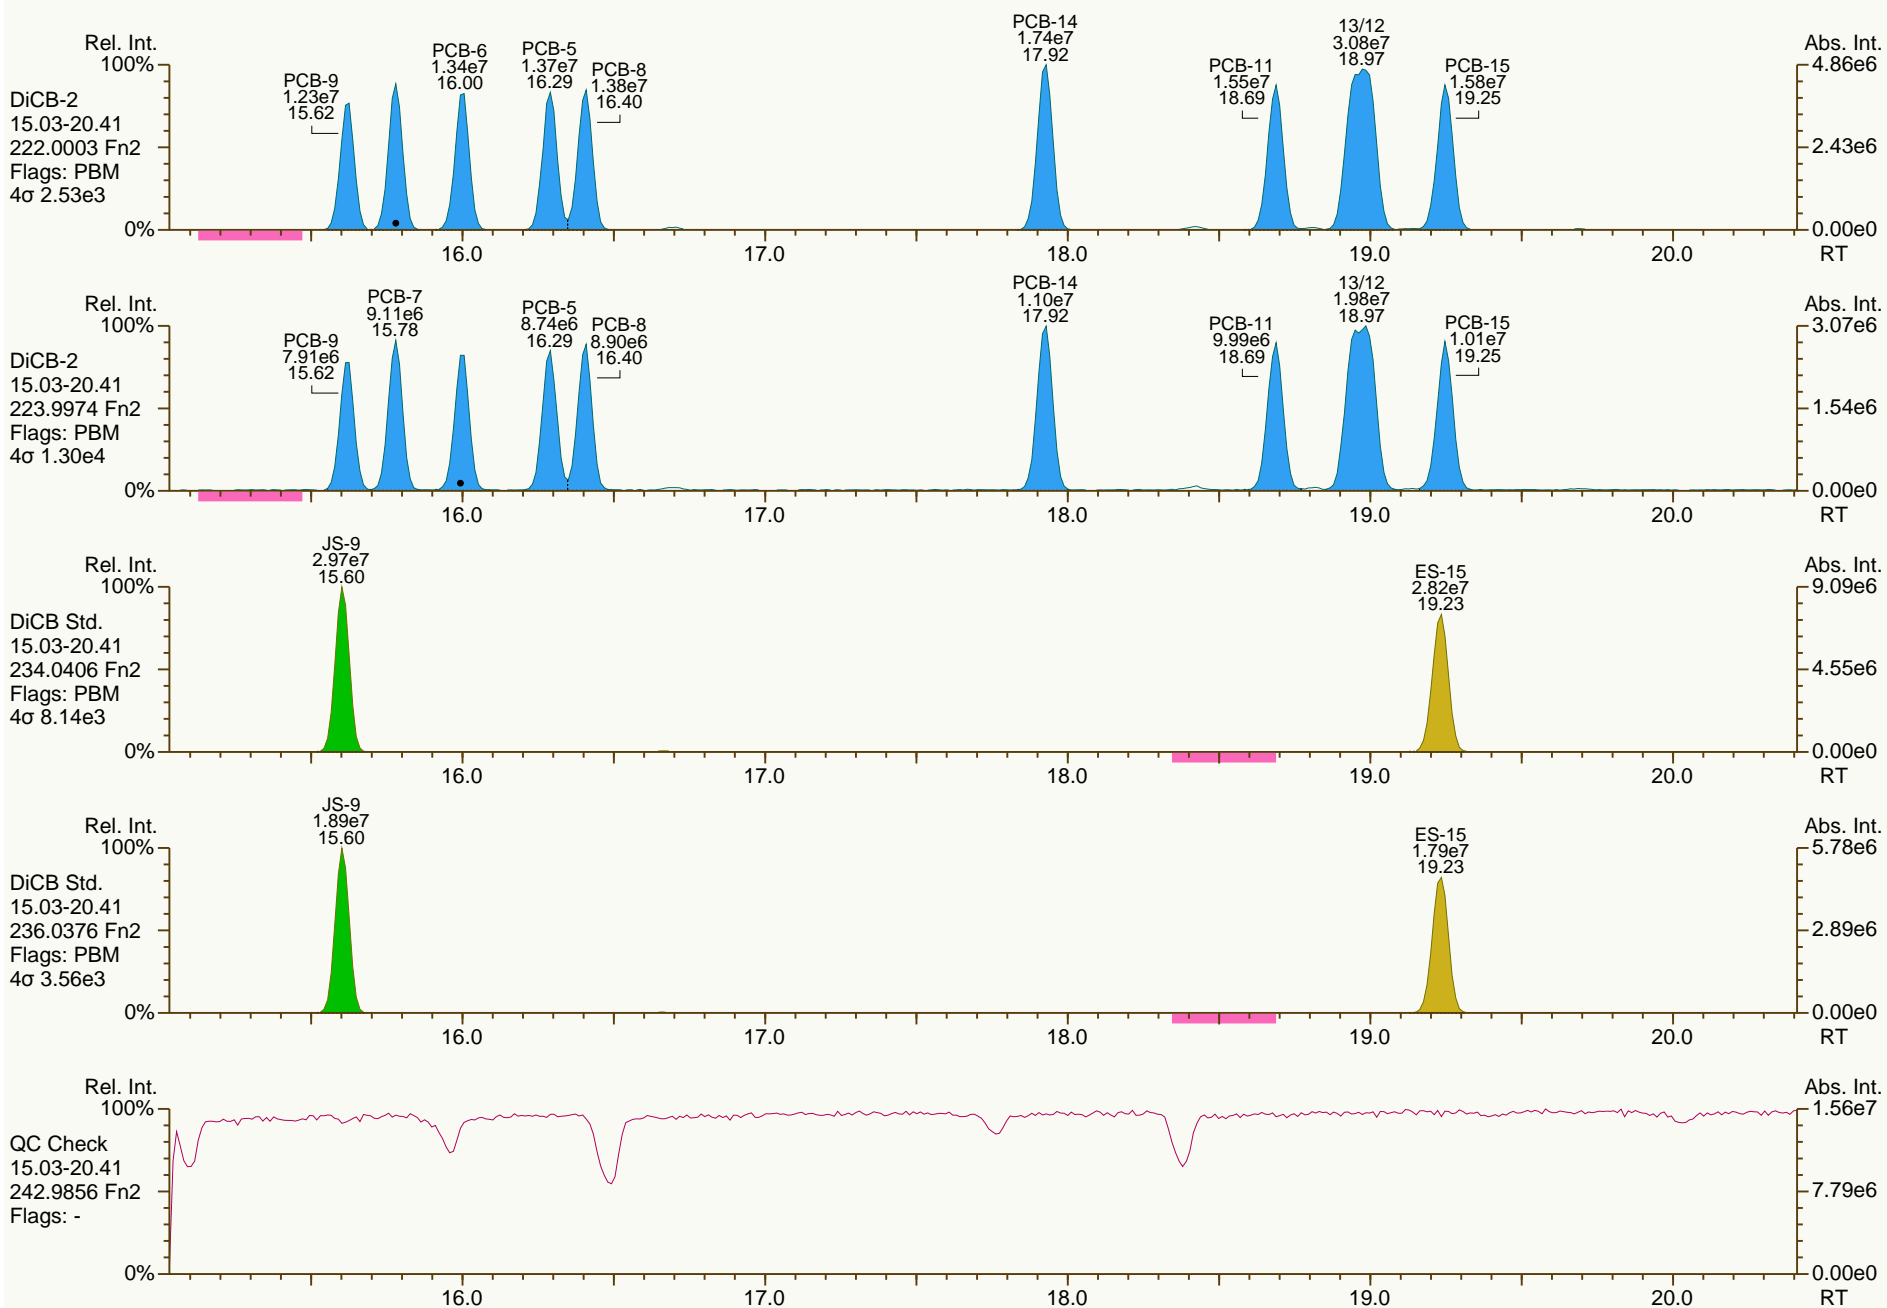 Rel. Int.
100%
0%
DiCB-2
15.03-20.41
222.0003 Fn2
Flags: PBM
4σ 2.53e3
PCB-9
1.23e7
15.62
PCB-6
1.34e7
16.00
PCB-5
1.37e7
16.29
PCB-8
1.38e7
16.40
PCB-14
1.74e7
17.92
PCB-11
1.55e7
18.69
13/12
3.08e7
18.97
PCB-15
1.58e7
19.25
Abs. Int.
4.86e6
2.43e6
0.00e0
16.0 17.0 18.0 19.0 20.0 RT
Rel. Int.
100%
0%
DiCB-2
15.03-20.41
223.9974 Fn2
Flags: PBM
4σ 1.30e4
PCB-9
7.91e6
15.62
PCB-7
9.11e6
15.78
PCB-5
8.74e6
16.29
PCB-8
8.90e6
16.40
PCB-14
1.10e7
17.92
PCB-11
9.99e6
18.69
13/12
1.98e7
18.97
PCB-15
1.01e7
19.25
Abs. Int.
3.07e6
1.54e6
0.00e0
16.0 17.0 18.0 19.0 20.0 RT
Rel. Int.
100%
0%
DiCB Std.
15.03-20.41
234.0406 Fn2
Flags: PBM
4σ 8.14e3
JS-9
2.97e7
15.60
ES-15
2.82e7
19.23
Abs. Int.
9.09e6
4.55e6
0.00e0
16.0 17.0 18.0 19.0 20.0 RT
Rel. Int.
100%
0%
DiCB Std.
15.03-20.41
236.0376 Fn2
Flags: PBM
4σ 3.56e3
JS-9
1.89e7
15.60
ES-15
1.79e7
19.23
Abs. Int.
5.78e6
2.89e6
0.00e0
16.0 17.0 18.0 19.0 20.0 RT
Rel. Int.
100%
0%
QC Check
15.03-20.41
242.9856 Fn2
Flags: -
Abs. Int.
1.56e7
7.79e6
0.00e0
16.0 17.0 18.0 19.0 20.0 RT